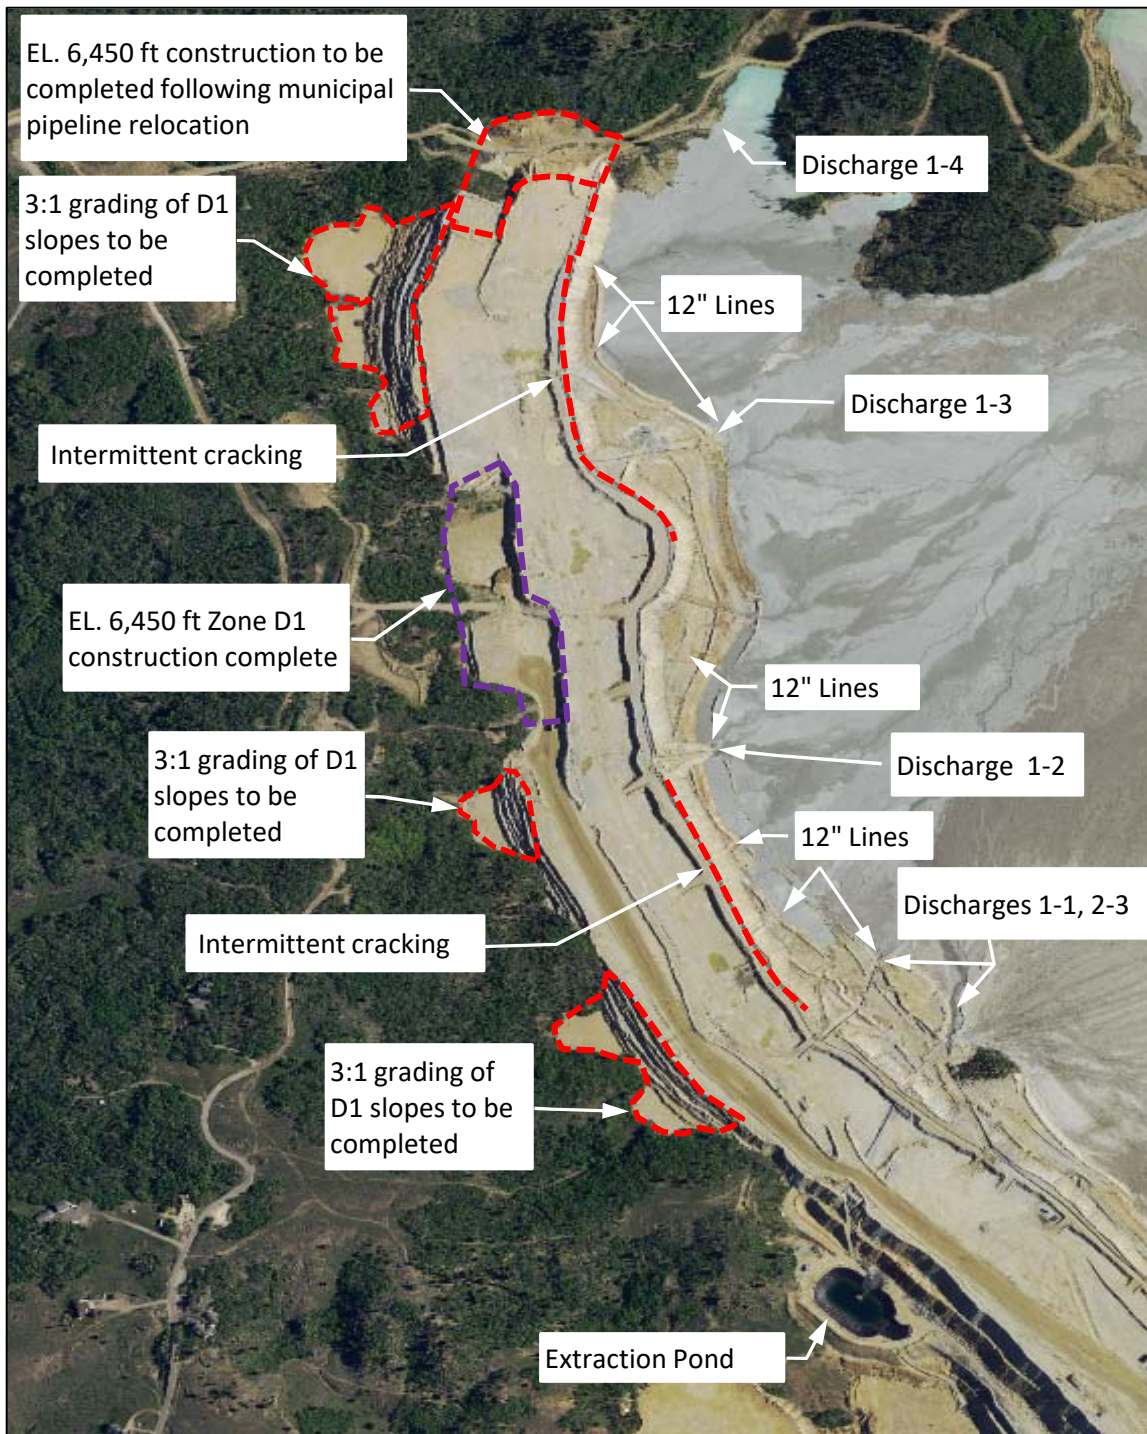 EL. 6,450 ft construction to be
completed following municipal
pipeline relocation
Discharge 1-4
3:1 grading of D1
slopes to be
completed
12" Lines
Discharge 1-3
Intermittent cracking
EL. 6,450 ft Zone D1
construction complete
12" Lines
Discharge 1-2
3:1 grading of D1
slopes to be
completed
12" Lines
Discharges 1-1, 2-3
Intermittent cracking
3:1 grading of
D1 slopes to be
completed
Extraction Pond